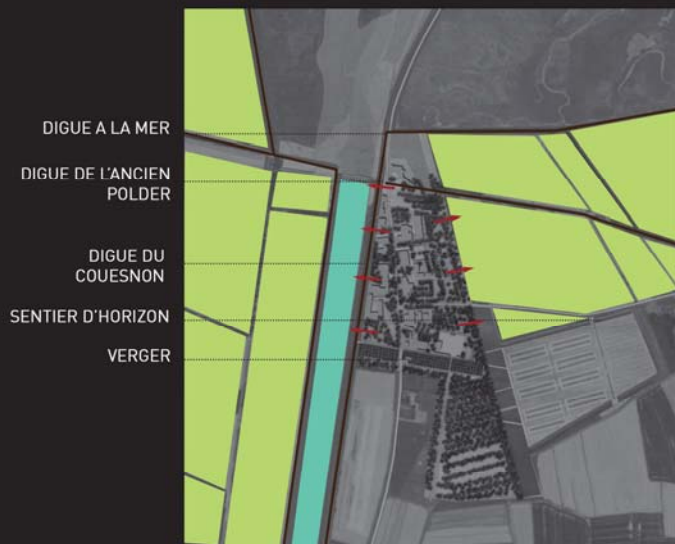 DIGUE A LA MER
DIGUE DE L'ANCIEN
POLDER
DIGUE DU
COUESNON
SENTIER D'HORIZON
VERGER